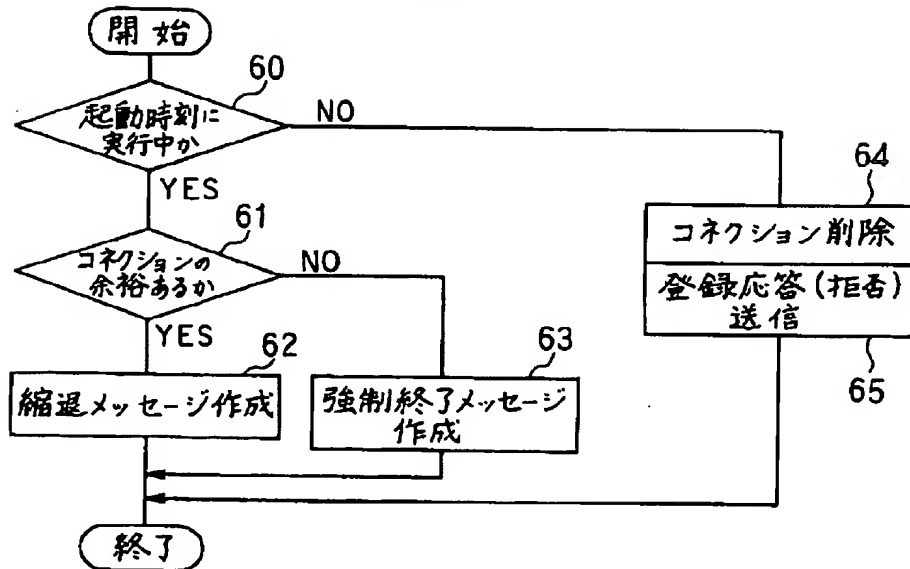 開始
60
起動時刻に
実行中か
NO
YES
61
コネクションの
余裕あるか
NO
YES
62
縮退メッセージ作成
63
強制終了メッセージ
作成
64
コネクション削除
登録応答(拒否)
送信
65
終了